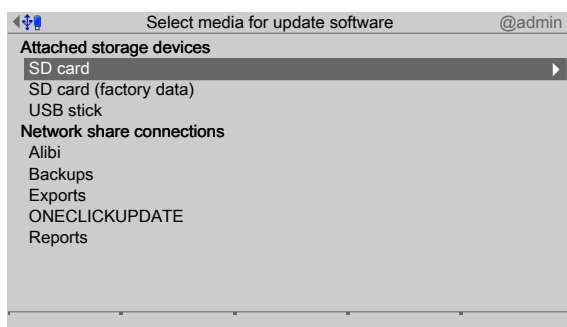 Select media for update software @admin
Attached storage devices
SD card
SD card (factory data)
USB stick
Network share connections
Alibi
Backups
Exports
ONECLICKUPDATE
Reports